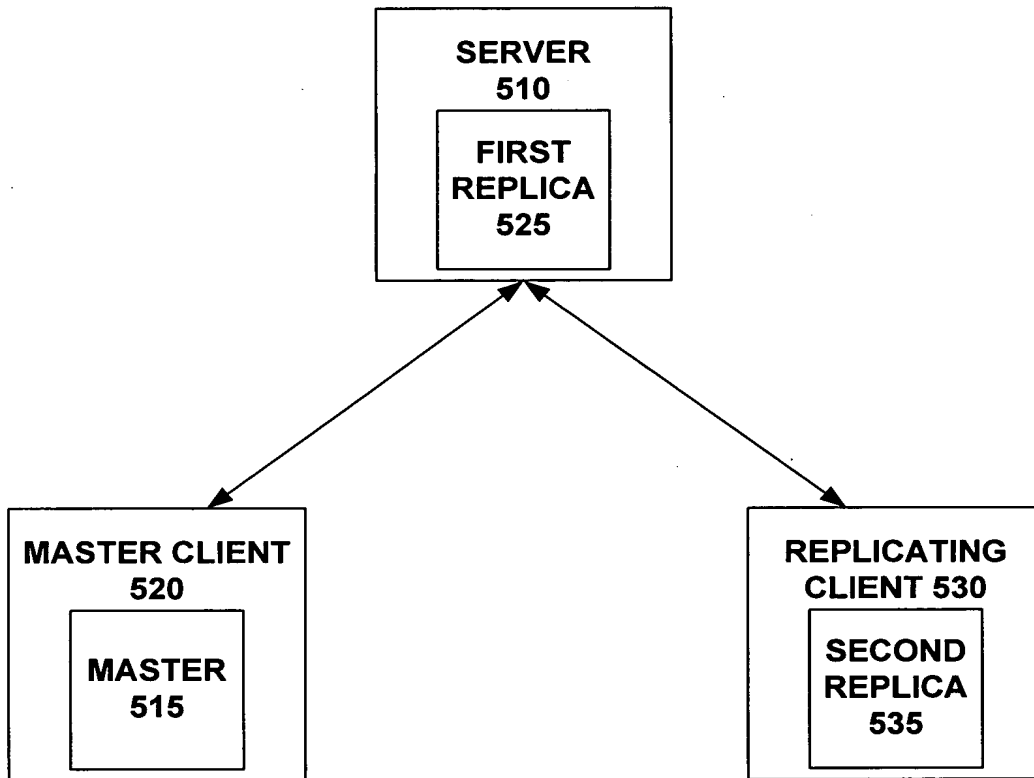 SERVER
510
FIRST
REPLICA
525
MASTER CLIENT
520
MASTER
515
REPLICATING
CLIENT 530
SECOND
REPLICA
535